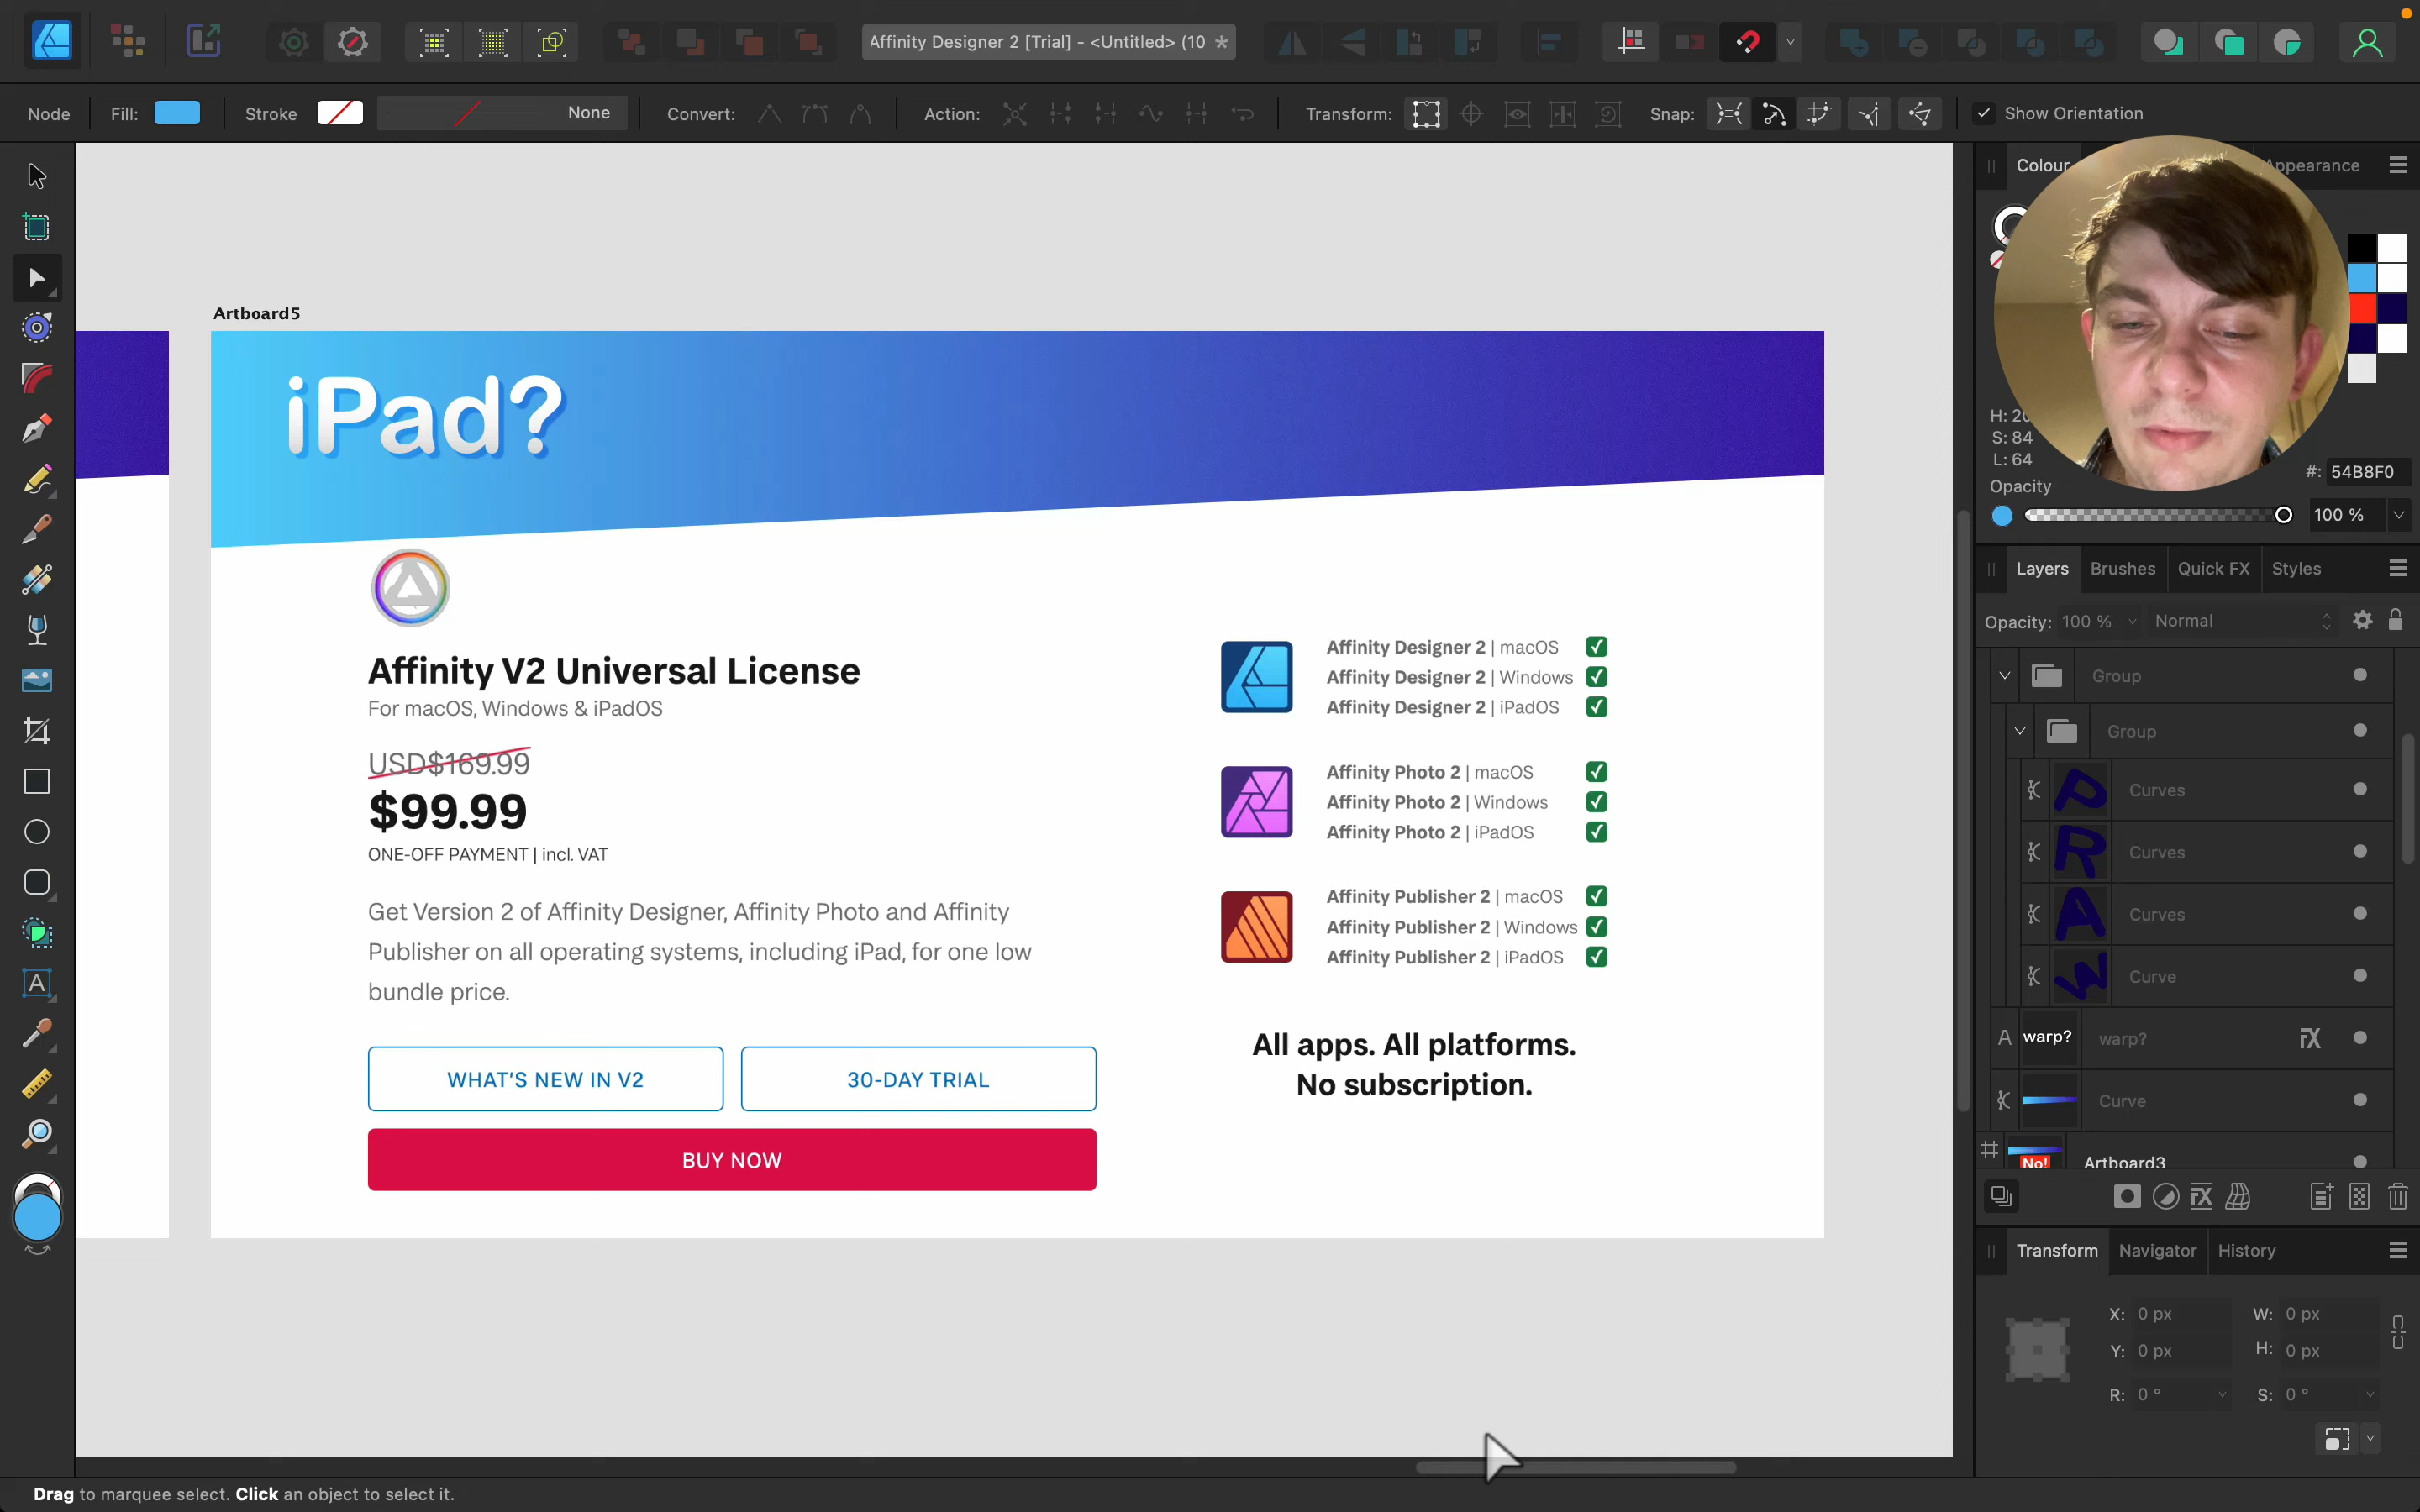 Affinity Designer 2 [Trial] - <Untitled> (10
Node
Fill:
Stroke
None
Convert:
Action:
Transform:
Snap:
Show Orientation
Artboard5
iPad?
Affinity V2 Universal License
For macOS, Windows & iPadOS
USD$169.99
$99.99
ONE-OFF PAYMENT | incl. VAT
Get Version 2 of Affinity Designer, Affinity Photo and Affinity
Publisher on all operating systems, including iPad, for one low
bundle price.
WHAT'S NEW IN V2
30-DAY TRIAL
BUY NOW
Affinity Designer 2 | macOS
Affinity Designer 2 | Windows
Affinity Designer 2 | iPadOS
Affinity Photo 2 | macOS
Affinity Photo 2 | Windows
Affinity Photo 2 | iPadOS
Affinity Publisher 2 | macOS
Affinity Publisher 2 | Windows
Affinity Publisher 2 | iPadOS
All apps. All platforms.
No subscription.
Colour
Appearance
H: 20
S: 84
L: 64
#: 54B8F0
Opacity
100 %
Layers
Brushes
Quick FX
Styles
Opacity: 100 %
Normal
Group
Group
P
Curves
R
Curves
A
Curves
W
Curve
A
warp?
warp?
FX
Curve
No!
Artboard3
Transform
Navigator
History
X: 0 px
W: 0 px
Y: 0 px
H: 0 px
R: 0 °
S: 0 °
Drag to marquee select. Click an object to select it.